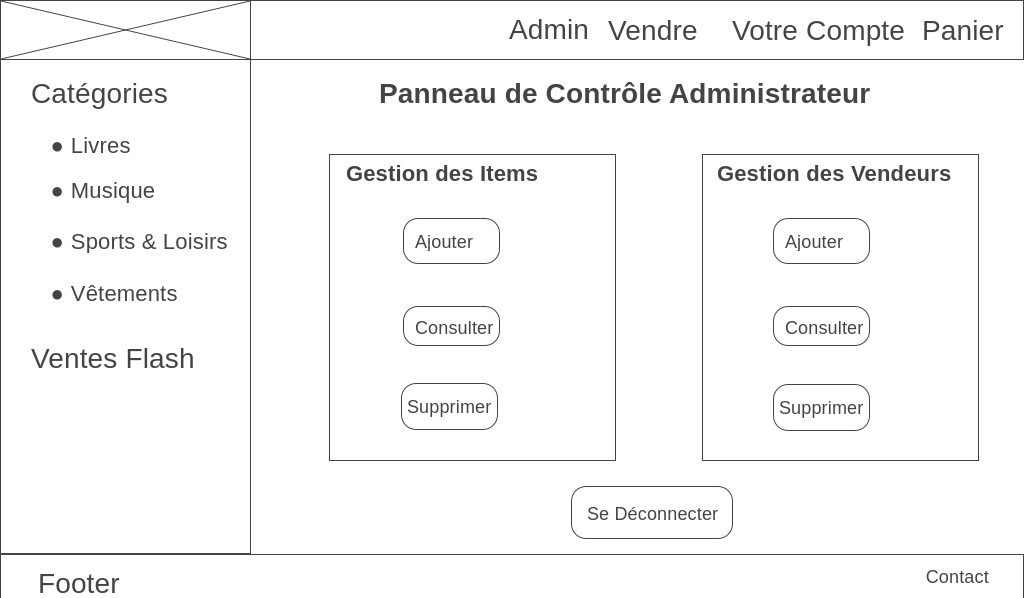 Admin Vendre Votre Compte Panier
Catégories
● Livres
● Musique
● Sports & Loisirs
● Vêtements
Ventes Flash
Panneau de Contrôle Administrateur
Gestion des Items
Ajouter
Consulter
Supprimer
Gestion des Vendeurs
Ajouter
Consulter
Supprimer
Se Déconnecter
Footer
Contact